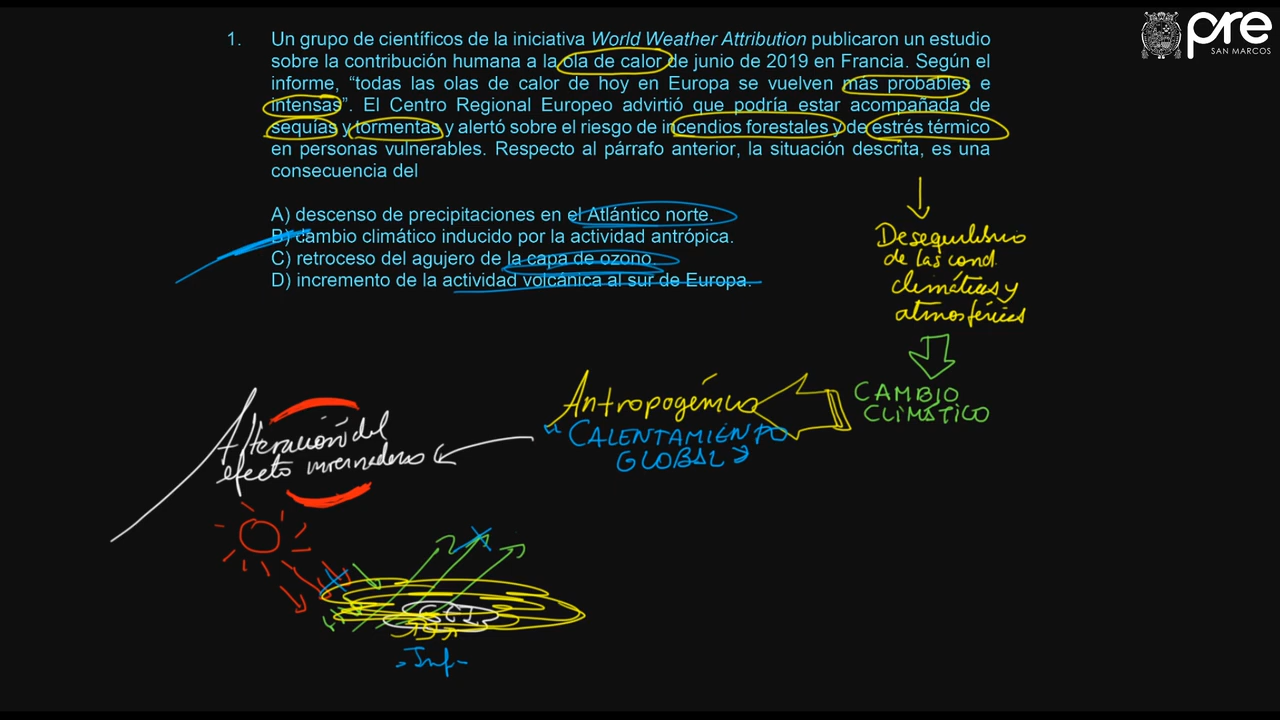 pre
SAN MARCOS
1. Un grupo de científicos de la iniciativa World Weather Attribution publicaron un estudio
sobre la contribución humana a la ola de calor de junio de 2019 en Francia. Según el
informe, “todas las olas de calor de hoy en Europa se vuelven más probables e
intensas”. El Centro Regional Europeo advirtió que podría estar acompañada de
sequías y tormentas y alertó sobre el riesgo de incendios forestales y de estrés térmico
en personas vulnerables. Respecto al párrafo anterior, la situación descrita, es una
consecuencia del
A) descenso de precipitaciones en el Atlántico norte.
B) cambio climático inducido por la actividad antrópica.
C) retroceso del agujero de la capa de ozono.
D) incremento de la actividad volcánica al sur de Europa.
Desequilibrio
de las cond.
climáticas y
atmosféricas
CAMBIO
CLIMÁTICO
Antropogénico
"CALENTAMIENTO
GLOBAL"
Alteración del
efecto invernadero
GEI
Inf-